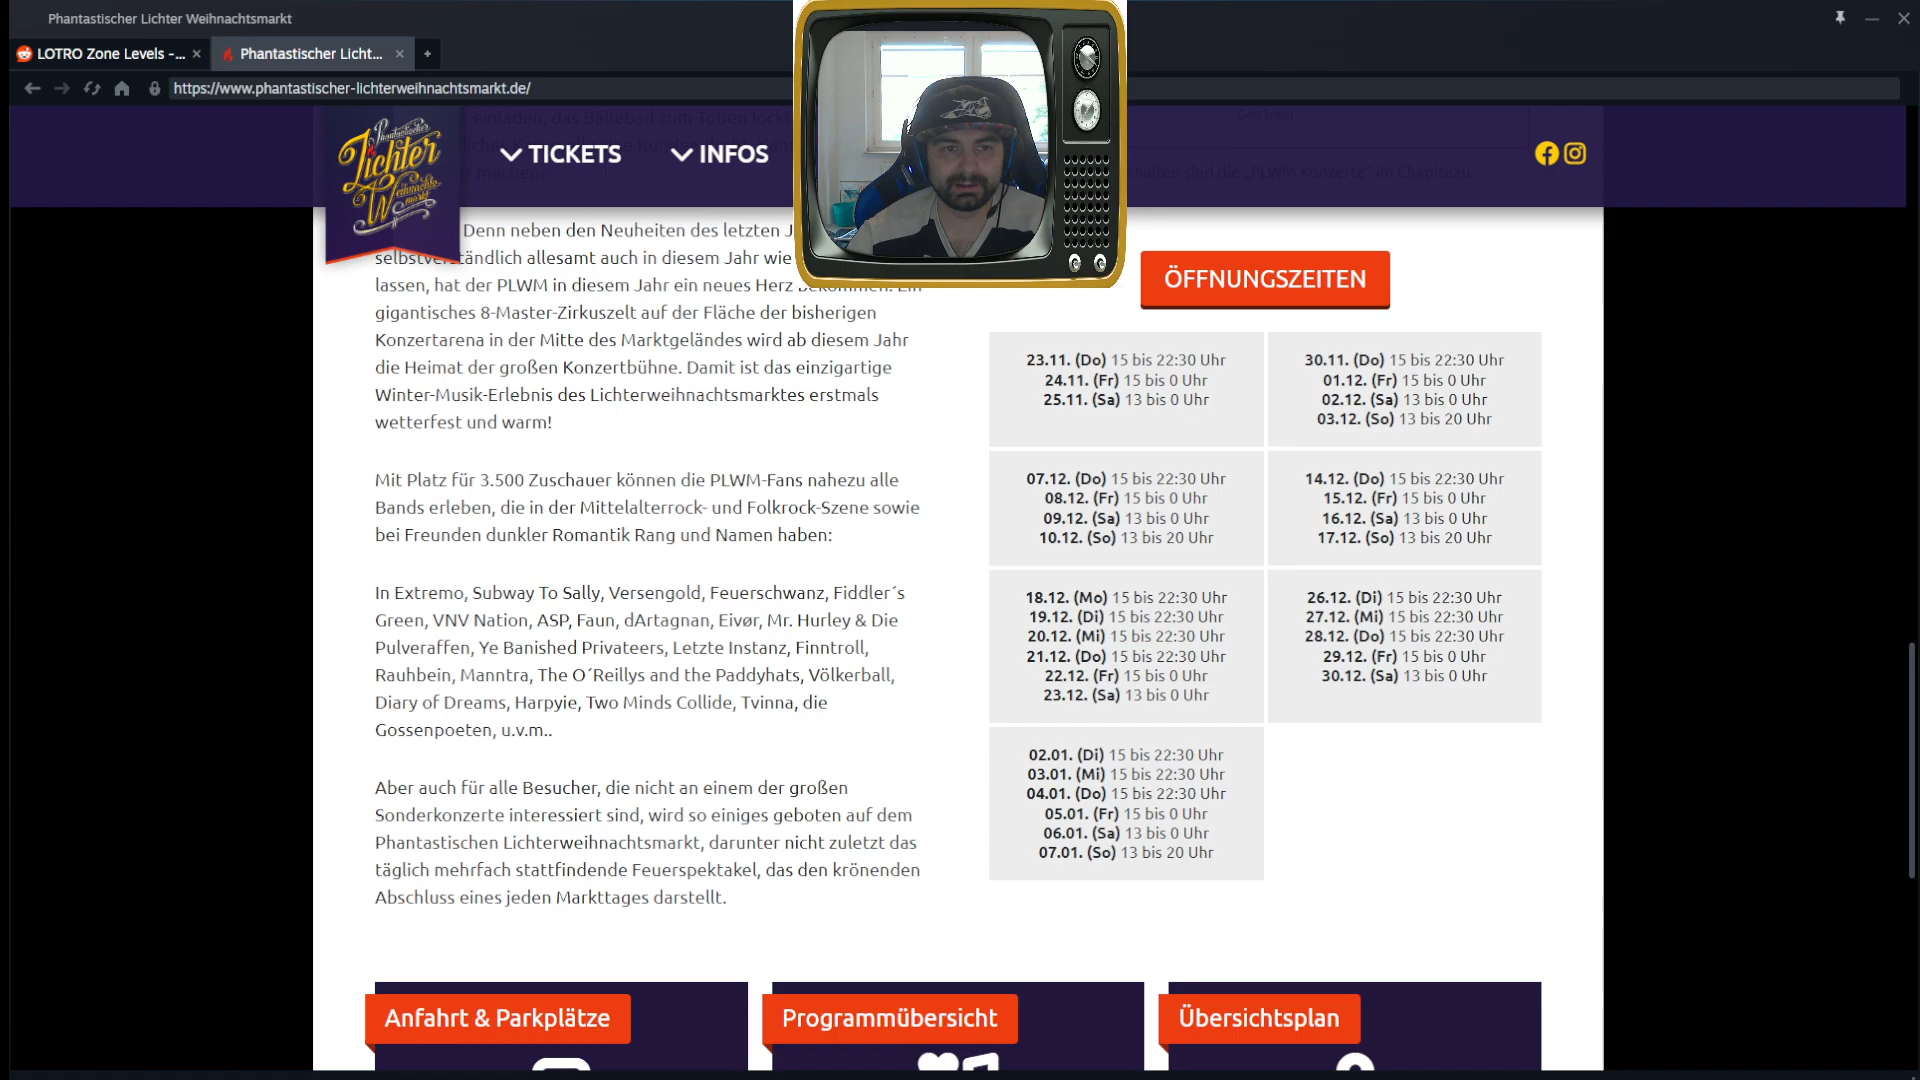 Phantastischer Lichter Weihnachtsmarkt
LOTRO Zone Levels -...
Phantastischer Licht...
https://www.phantastischer-lichterweihnachtsmarkt.de/
einladen, das Bällebad zum Toben
Getränke!
halten sind die „PLWM-Konzerte" im Chapiteau.
Phantastischer
Lichter
Weihnachts
markt
TICKETS
INFOS
Denn neben den Neuheiten des letzten
selbstverständlich allesamt auch in diesem Jahr wie
lassen, hat der PLWM in diesem Jahr ein neues Herz bekommen. Ein
gigantisches 8-Master-Zirkuszelt auf der Fläche der bisherigen
Konzertarena in der Mitte des Marktgeländes wird ab diesem Jahr
die Heimat der großen Konzertbühne. Damit ist das einzigartige
Winter-Musik-Erlebnis des Lichterweihnachtsmarktes erstmals
wetterfest und warm!
Mit Platz für 3.500 Zuschauer können die PLWM-Fans nahezu alle
Bands erleben, die in der Mittelalterrock- und Folkrock-Szene sowie
bei Freunden dunkler Romantik Rang und Namen haben:
In Extremo, Subway To Sally, Versengold, Feuerschwanz, Fiddler´s
Green, VNV Nation, ASP, Faun, dArtagnan, Eivør, Mr. Hurley & Die
Pulveraffen, Ye Banished Privateers, Letzte Instanz, Finntroll,
Rauhbein, Manntra, The O´Reillys and the Paddyhats, Völkerball,
Diary of Dreams, Harpyie, Two Minds Collide, Tvinna, die
Gossenpoeten, u.v.m..
Aber auch für alle Besucher, die nicht an einem der großen
Sonderkonzerte interessiert sind, wird so einiges geboten auf dem
Phantastischen Lichterweihnachtsmarkt, darunter nicht zuletzt das
täglich mehrfach stattfindende Feuerspektakel, das den krönenden
Abschluss eines jeden Markttages darstellt.
ÖFFNUNGSZEITEN
23.11. (Do) 15 bis 22:30 Uhr
24.11. (Fr) 15 bis 0 Uhr
25.11. (Sa) 13 bis 0 Uhr
30.11. (Do) 15 bis 22:30 Uhr
01.12. (Fr) 15 bis 0 Uhr
02.12. (Sa) 13 bis 0 Uhr
03.12. (So) 13 bis 20 Uhr
07.12. (Do) 15 bis 22:30 Uhr
08.12. (Fr) 15 bis 0 Uhr
09.12. (Sa) 13 bis 0 Uhr
10.12. (So) 13 bis 20 Uhr
14.12. (Do) 15 bis 22:30 Uhr
15.12. (Fr) 15 bis 0 Uhr
16.12. (Sa) 13 bis 0 Uhr
17.12. (So) 13 bis 20 Uhr
18.12. (Mo) 15 bis 22:30 Uhr
19.12. (Di) 15 bis 22:30 Uhr
20.12. (Mi) 15 bis 22:30 Uhr
21.12. (Do) 15 bis 22:30 Uhr
22.12. (Fr) 15 bis 0 Uhr
23.12. (Sa) 13 bis 0 Uhr
26.12. (Di) 15 bis 22:30 Uhr
27.12. (Mi) 15 bis 22:30 Uhr
28.12. (Do) 15 bis 22:30 Uhr
29.12. (Fr) 15 bis 0 Uhr
30.12. (Sa) 13 bis 0 Uhr
02.01. (Di) 15 bis 22:30 Uhr
03.01. (Mi) 15 bis 22:30 Uhr
04.01. (Do) 15 bis 22:30 Uhr
05.01. (Fr) 15 bis 0 Uhr
06.01. (Sa) 13 bis 0 Uhr
07.01. (So) 13 bis 20 Uhr
Anfahrt & Parkplätze
Programmübersicht
Übersichtsplan